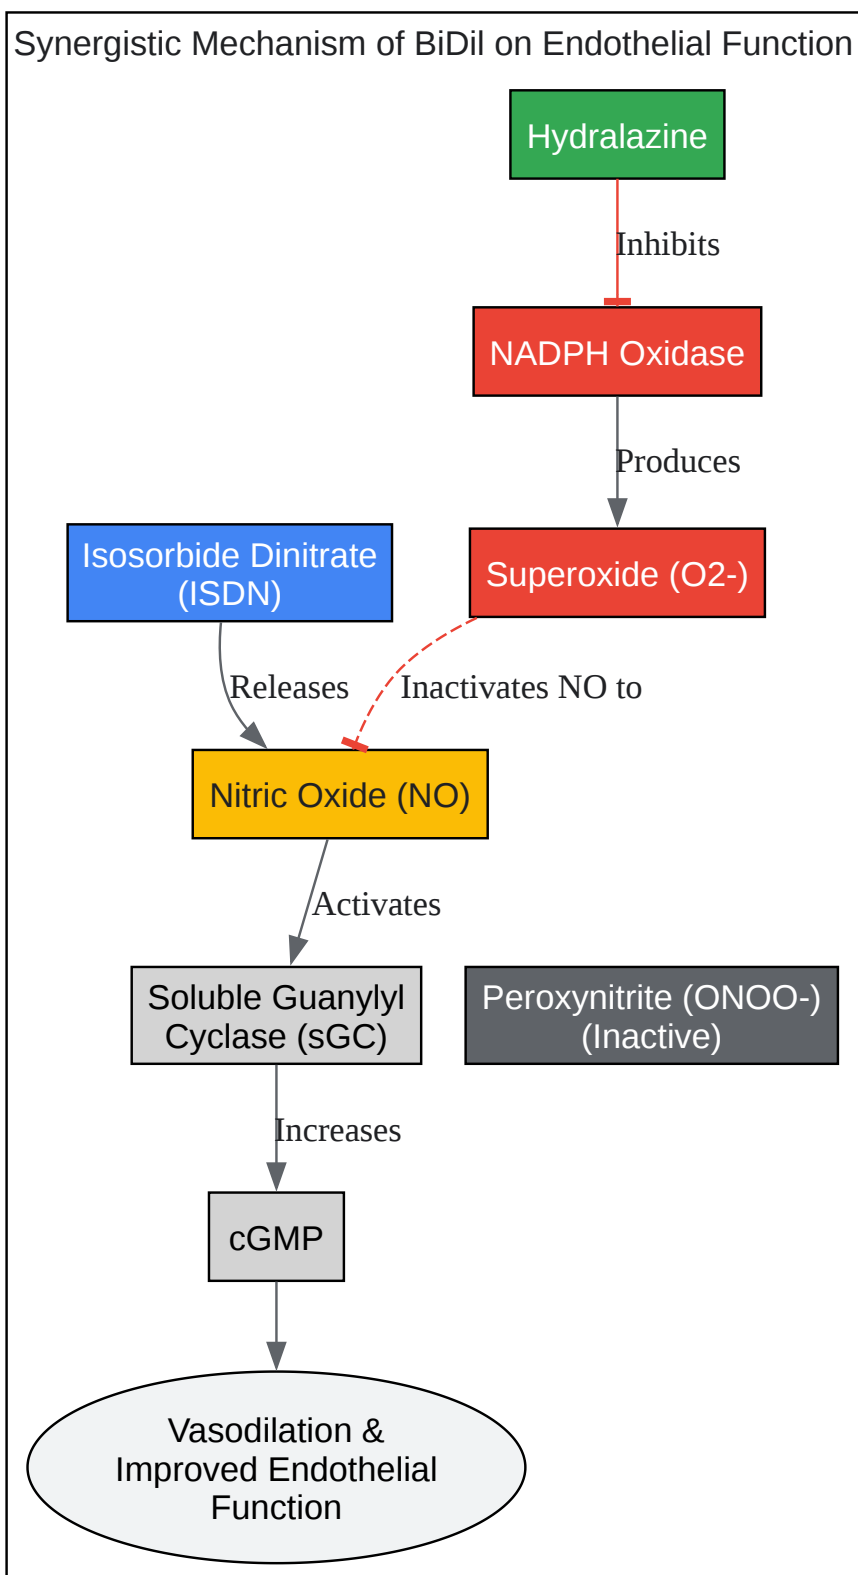 Synergistic Mechanism of BiDil on Endothelial Function
Hydralazine
Inhibits
NADPH Oxidase
Produces
Isosorbide Dinitrate
(ISDN)
Superoxide (O2-)
Releases
Inactivates NO to
Nitric Oxide (NO)
Activates
Soluble Guanylyl
Cyclase (sGC)
Peroxynitrite (ONOO-)
(Inactive)
Increases
cGMP
Vasodilation &
Improved Endothelial
Function